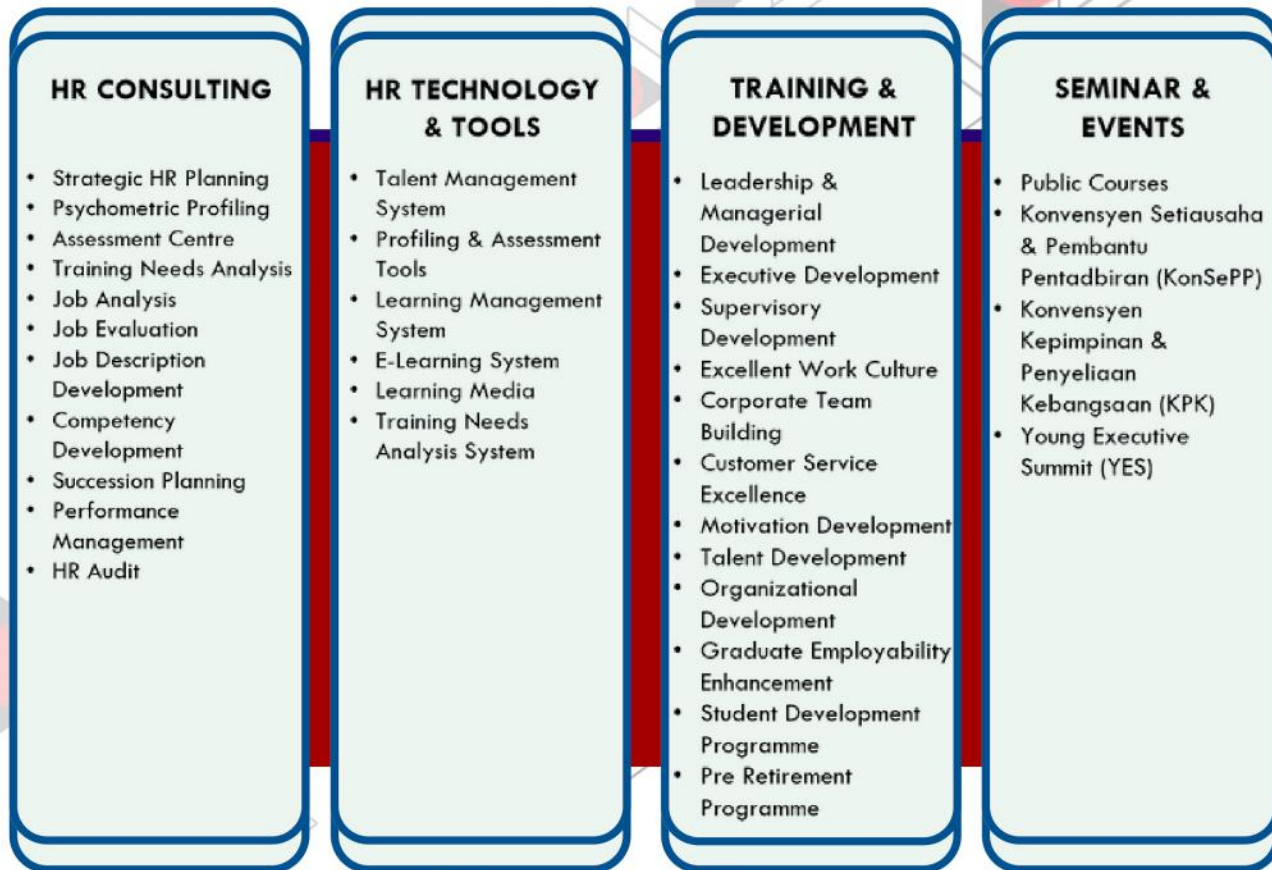 HR CONSULTING
• Strategic HR Planning
• Psychometric Profiling
• Assessment Centre
• Training Needs Analysis
• Job Analysis
• Job Evaluation
• Job Description
Development
• Competency
Development
• Succession Planning
• Performance
Management
• HR Audit
HR TECHNOLOGY
& TOOLS
• Talent Management
System
• Profiling & Assessment
Tools
• Learning Management
System
• E-Learning System
• Learning Media
• Training Needs
Analysis System
TRAINING &
DEVELOPMENT
• Leadership &
Managerial
Development
• Executive Development
• Supervisory
Development
• Excellent Work Culture
• Corporate Team
Building
• Customer Service
Excellence
• Motivation Development
• Talent Development
• Organizational
Development
• Graduate Employability
Enhancement
• Student Development
Programme
• Pre Retirement
Programme
SEMINAR &
EVENTS
• Public Courses
• Konvensyen Setiausaha
& Pembantu
Pentadbiran (KonSePP)
• Konvensyen
Kepimpinan &
Penyeliaan
Kebangsaan (KPK)
• Young Executive
Summit (YES)